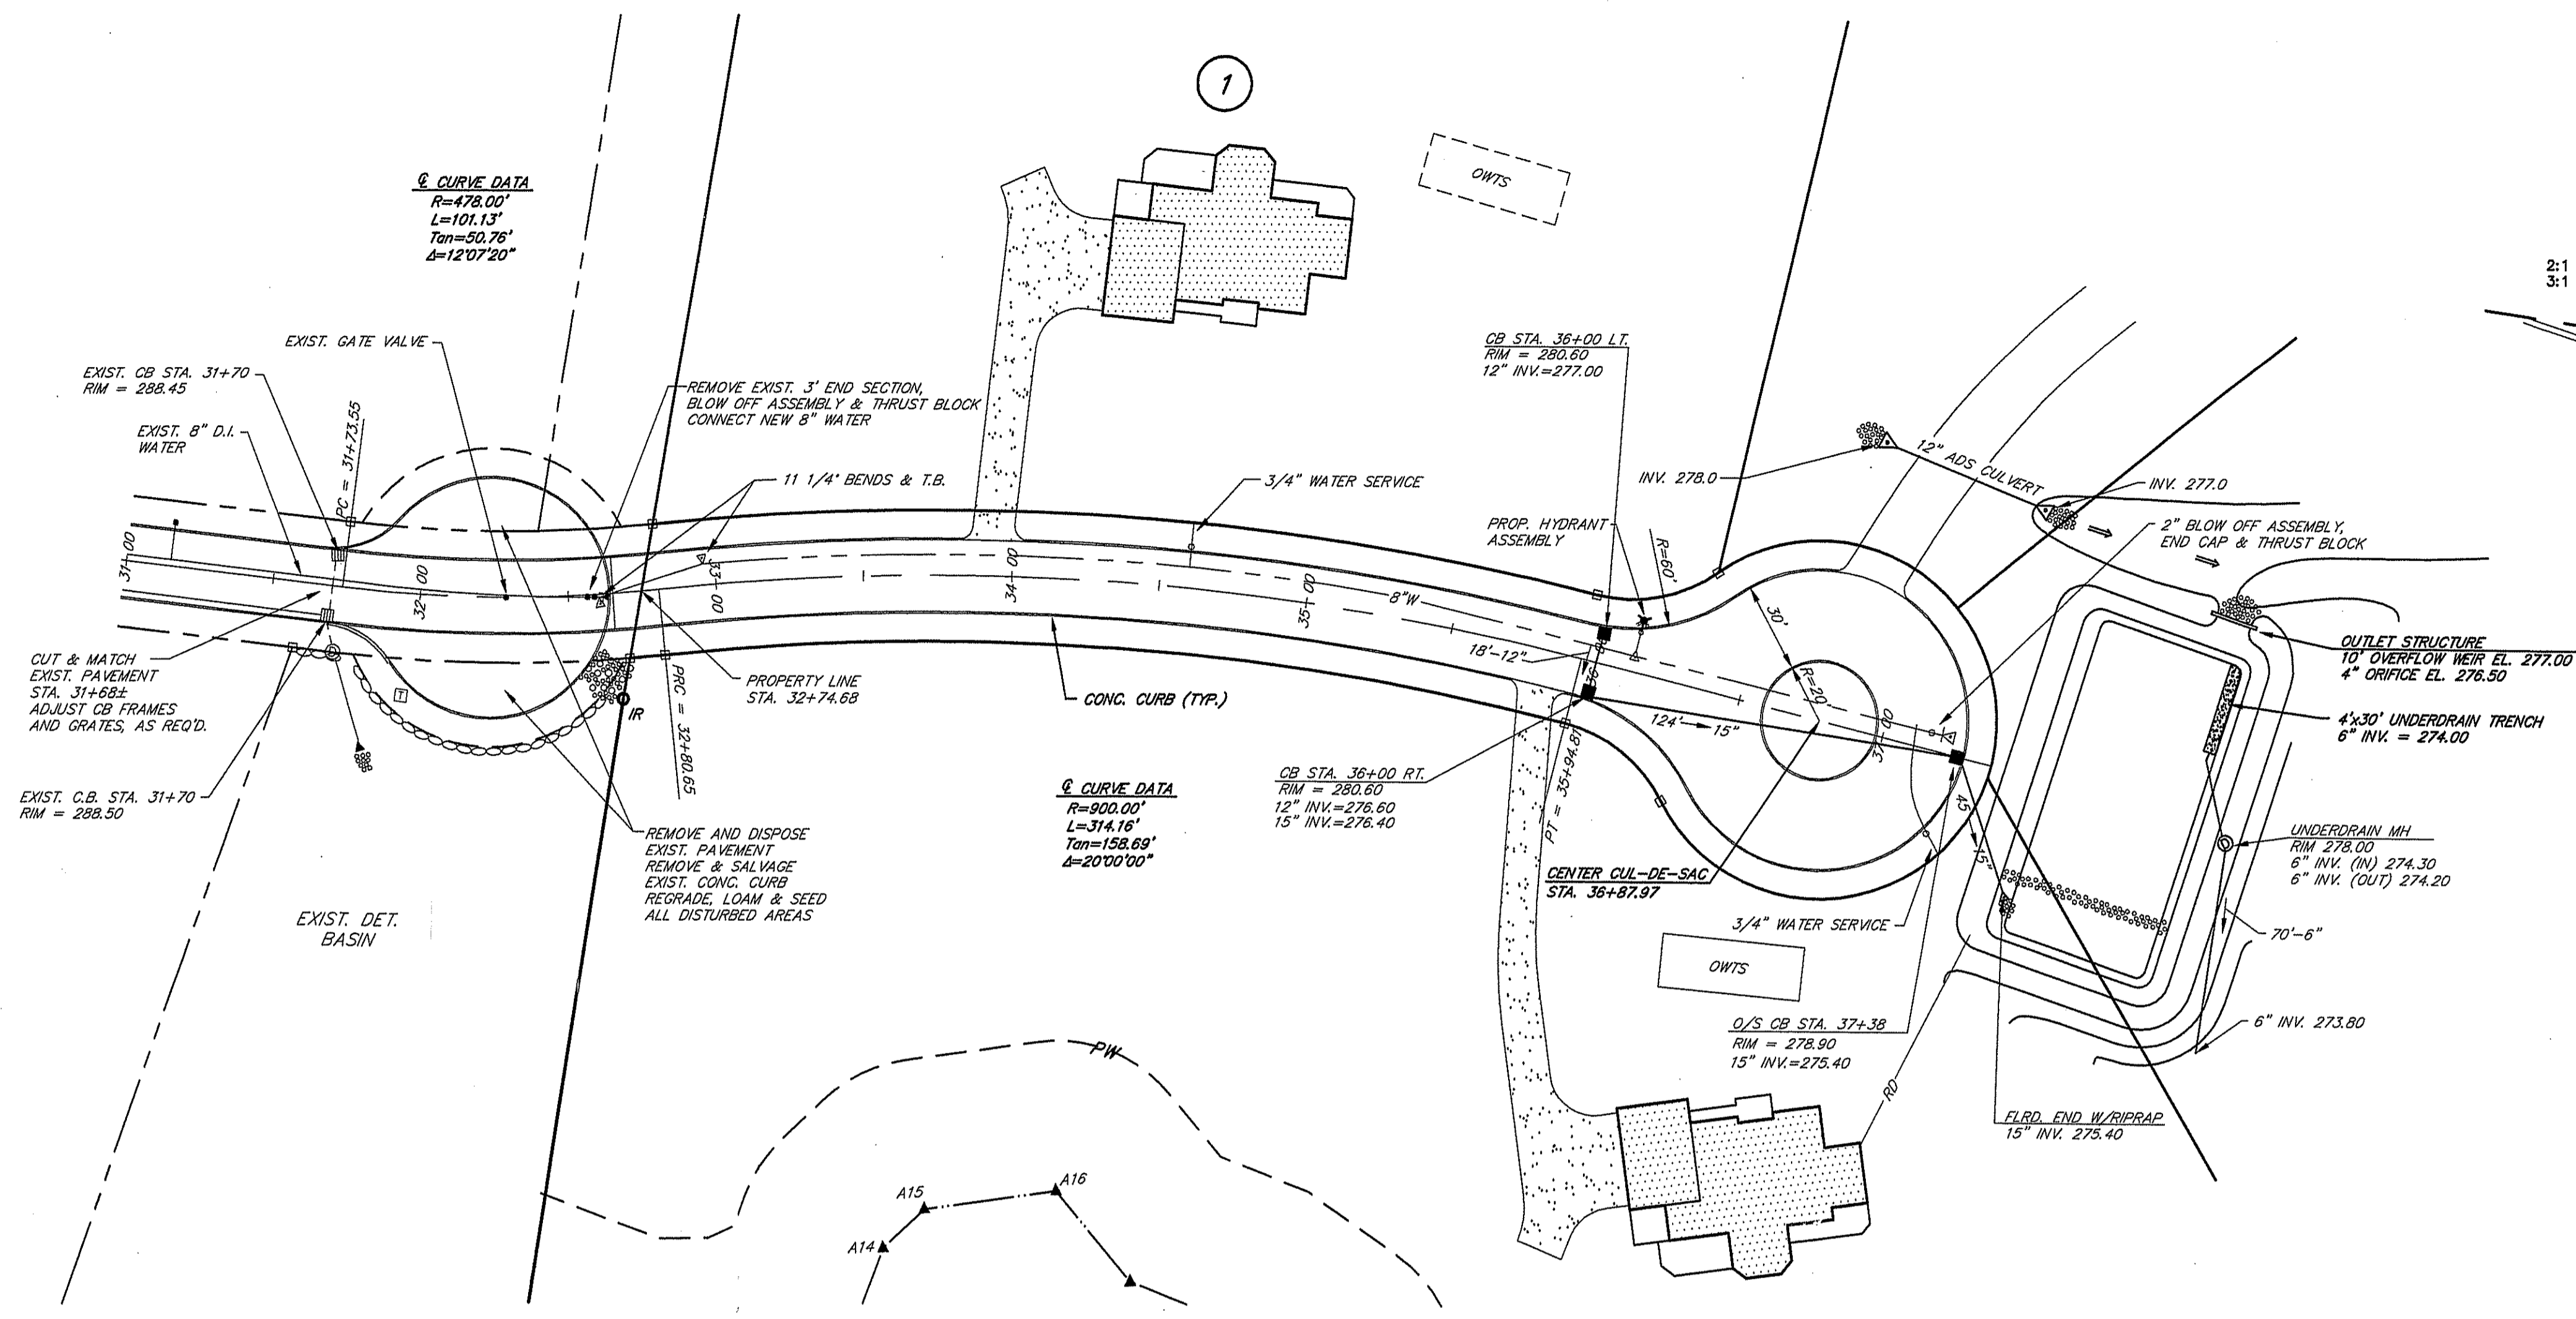 1
℄ CURVE DATA
R=478.00'
L=101.13'
Tan=50.76'
Δ=12°07'20"
OWTS
2:1
3:1
EXIST. GATE VALVE
EXIST. CB STA. 31+70
RIM = 288.45
EXIST. 8" D.I.
WATER
PC = 31+73.55
REMOVE EXIST. 3' END SECTION,
BLOW OFF ASSEMBLY & THRUST BLOCK
CONNECT NEW 8" WATER
11 1/4° BENDS & T.B.
3/4" WATER SERVICE
CB STA. 36+00 LT.
RIM = 280.60
12" INV.=277.00
INV. 278.0
12" ADS CULVERT
INV. 277.0
PROP. HYDRANT
ASSEMBLY
R=60'
2" BLOW OFF ASSEMBLY,
END CAP & THRUST BLOCK
31+00
32+00
33+00
34+00
35+00
8"W
36
37+00
18'-12"
30'
R=20'
124'
15"
45'
15"
OUTLET STRUCTURE
10' OVERFLOW WEIR EL. 277.00
4" ORIFICE EL. 276.50
4'x30' UNDERDRAIN TRENCH
6" INV. = 274.00
CUT & MATCH
EXIST. PAVEMENT
STA. 31+68±
ADJUST CB FRAMES
AND GRATES, AS REQ'D.
T
IR
PRC = 32+80.65
PROPERTY LINE
STA. 32+74.68
CONC. CURB (TYP.)
EXIST. C.B. STA. 31+70
RIM = 288.50
℄ CURVE DATA
R=900.00'
L=314.16'
Tan=158.69'
Δ=20°00'00"
CB STA. 36+00 RT.
RIM = 280.60
12" INV.=276.60
15" INV.=276.40
PT = 35+94.81
REMOVE AND DISPOSE
EXIST. PAVEMENT
REMOVE & SALVAGE
EXIST. CONC. CURB
REGRADE, LOAM & SEED
ALL DISTURBED AREAS
EXIST. DET.
BASIN
CENTER CUL-DE-SAC
STA. 36+87.97
3/4" WATER SERVICE
UNDERDRAIN MH
RIM 278.00
6" INV. (IN) 274.30
6" INV. (OUT) 274.20
70'-6"
6" INV. 273.80
OWTS
O/S CB STA. 37+38
RIM = 278.90
15" INV.=275.40
PW
RD
FLRD. END W/RIPRAP
15" INV. 275.40
A14
A15
A16